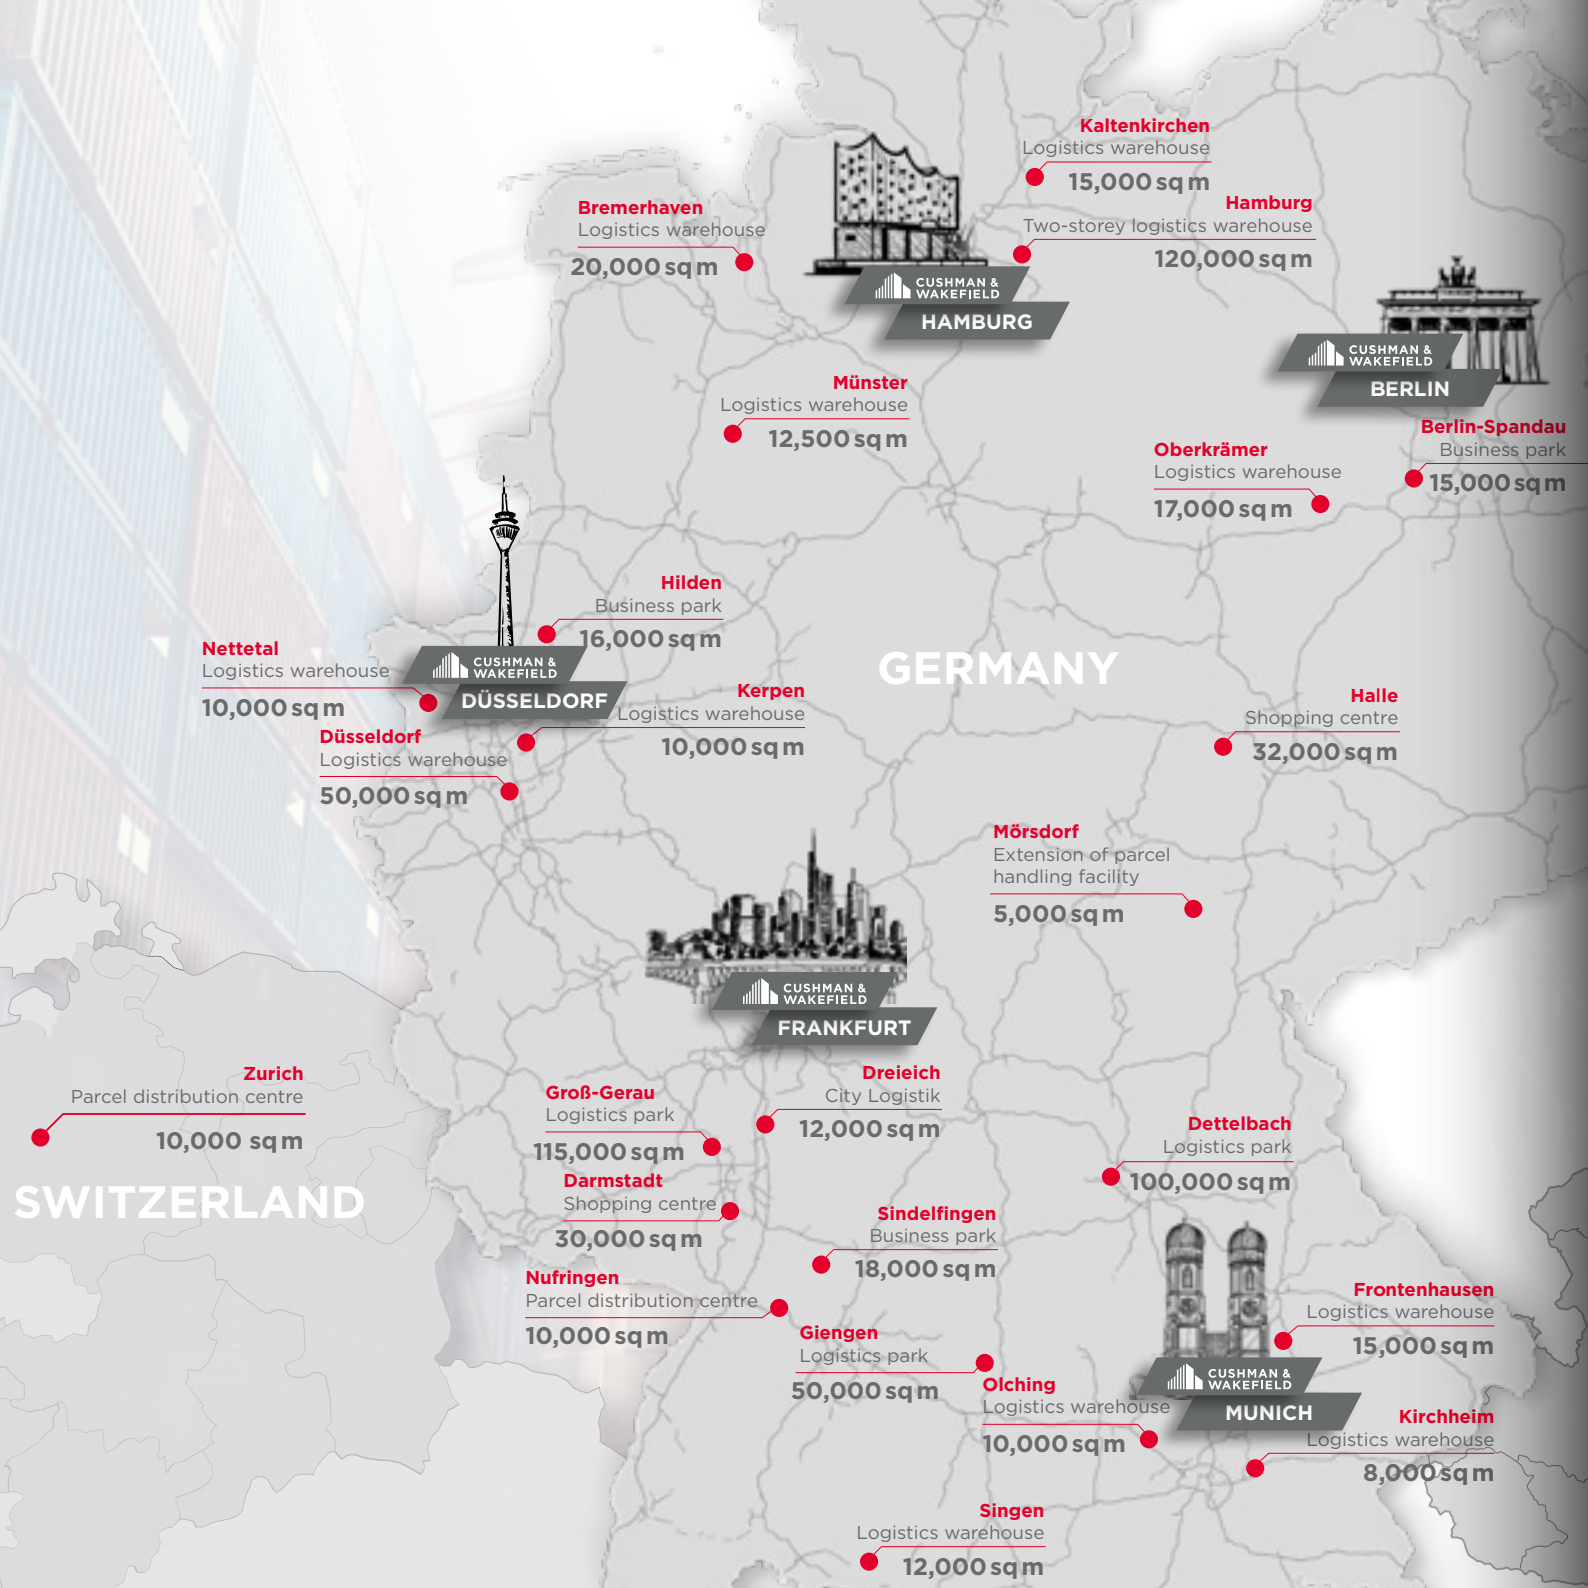 Kaltenkirchen
Logistics warehouse
15,000 sq m
Bremerhaven
Logistics warehouse
20,000 sq m
Hamburg
Two-storey logistics warehouse
120,000 sq m
CUSHMAN &
WAKEFIELD
HAMBURG
CUSHMAN &
WAKEFIELD
BERLIN
Münster
Logistics warehouse
12,500 sq m
Berlin-Spandau
Business park
15,000 sq m
Oberkrämer
Logistics warehouse
17,000 sq m
Hilden
Business park
16,000 sq m
Nettetal
Logistics warehouse
10,000 sq m
CUSHMAN &
WAKEFIELD
DÜSSELDORF
GERMANY
Kerpen
Logistics warehouse
10,000 sq m
Halle
Shopping centre
32,000 sq m
Düsseldorf
Logistics warehouse
50,000 sq m
Mörsdorf
Extension of parcel
handling facility
5,000 sq m
CUSHMAN &
WAKEFIELD
FRANKFURT
Zurich
Parcel distribution centre
10,000 sq m
SWITZERLAND
Groß-Gerau
Logistics park
115,000 sq m
Dreieich
City Logistik
12,000 sq m
Dettelbach
Logistics park
100,000 sq m
Darmstadt
Shopping centre
30,000 sq m
Sindelfingen
Business park
18,000 sq m
Nufringen
Parcel distribution centre
10,000 sq m
Frontenhausen
Logistics warehouse
15,000 sq m
Giengen
Logistics park
50,000 sq m
CUSHMAN &
WAKEFIELD
MUNICH
Olching
Logistics warehouse
10,000 sq m
Kirchheim
Logistics warehouse
8,000 sq m
Singen
Logistics warehouse
12,000 sq m